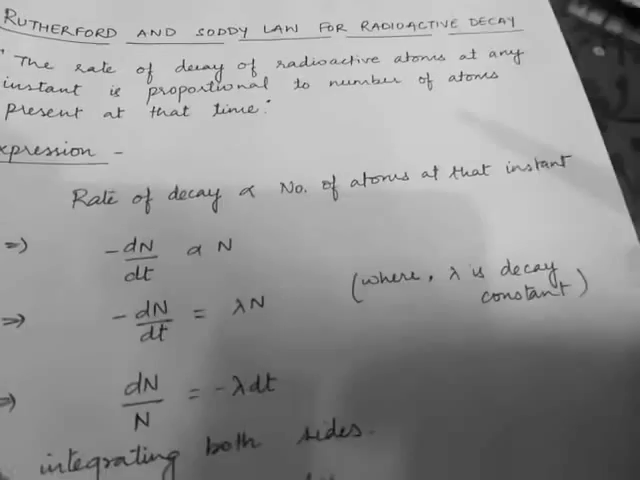 RUTHERFORD AND SODDY LAW FOR RADIOACTIVE DECAY
"The rate of decay of radioactive atoms at any
instant is proportional to number of atoms
present at that time."
xpression -
Rate of decay ∝ No. of atoms at that instant
=> -dN/dt ∝ N
=> -dN/dt = λN (where, λ is decay constant)
=> dN/N = -λdt
integrating both sides.